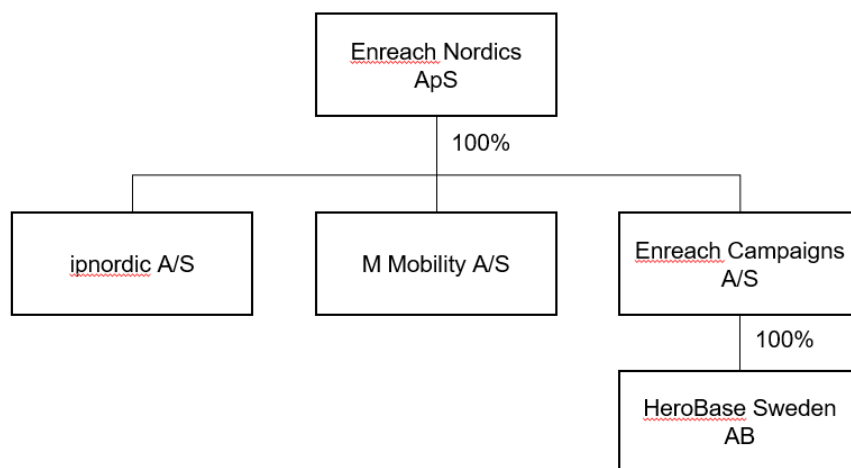 Enreach Nordics
ApS
100%
ipnordic A/S
M Mobility A/S
Enreach Campaigns
A/S
100%
HeroBase Sweden
AB